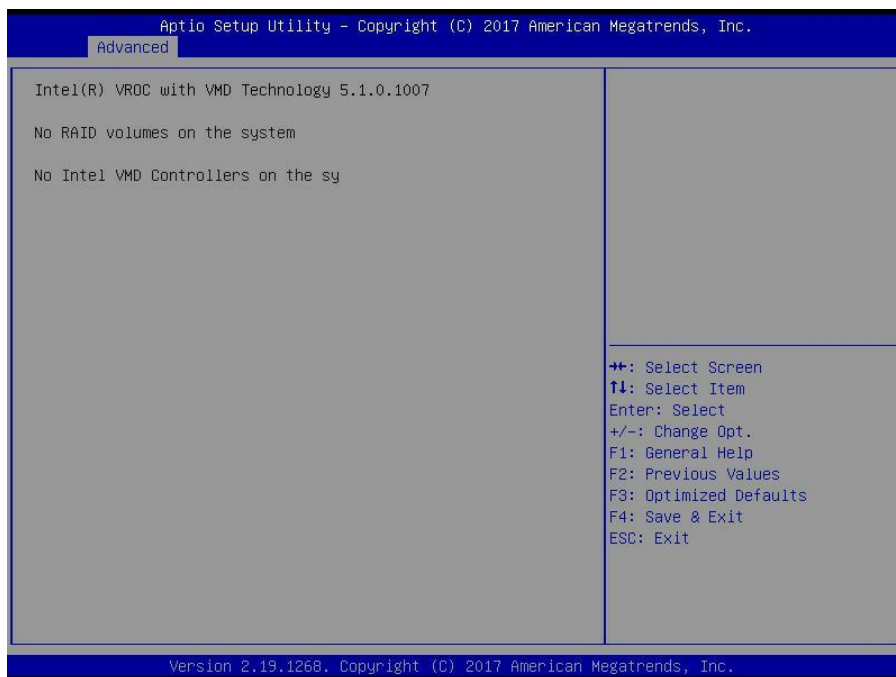 Aptio Setup Utility – Copyright (C) 2017 American Megatrends, Inc.
Advanced
Intel(R) VROC with VMD Technology 5.1.0.1007
No RAID volumes on the system
No Intel VMD Controllers on the sy
→←: Select Screen
↑↓: Select Item
Enter: Select
+/-: Change Opt.
F1: General Help
F2: Previous Values
F3: Optimized Defaults
F4: Save & Exit
ESC: Exit
Version 2.19.1268. Copyright (C) 2017 American Megatrends, Inc.